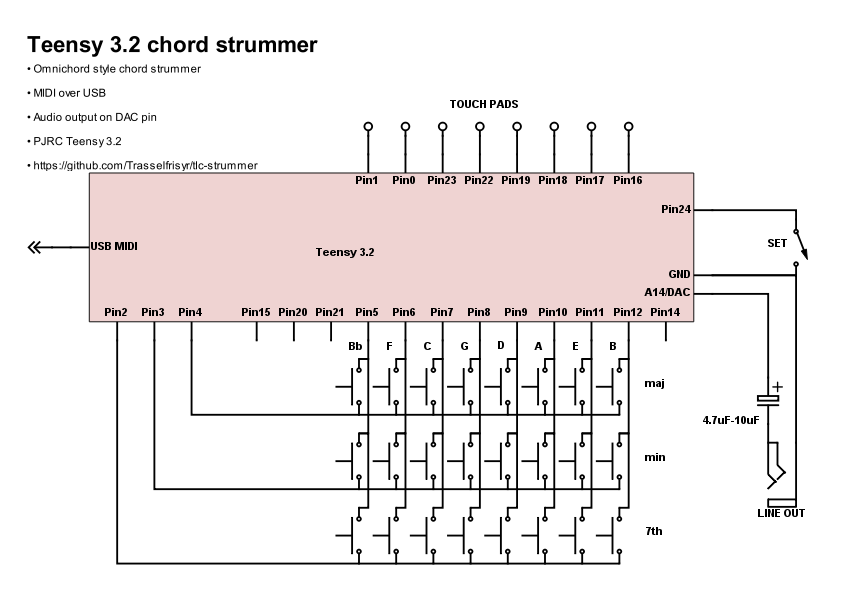 Teensy 3.2 chord strummer
• Omnichord style chord strummer
• MIDI over USB
• Audio output on DAC pin
• PJRC Teensy 3.2
• https://github.com/Trasselfrisyr/tlc-strummer
TOUCH PADS
Pin1 Pin0 Pin23 Pin22 Pin19 Pin18 Pin17 Pin16
Pin24
SET
USB MIDI
Teensy 3.2
GND
A14/DAC
Pin2 Pin3 Pin4 Pin15 Pin20 Pin21 Pin5 Pin6 Pin7 Pin8 Pin9 Pin10 Pin11 Pin12 Pin14
Bb F C G D A E B
maj
+
4.7uF-10uF
min
LINE OUT
7th